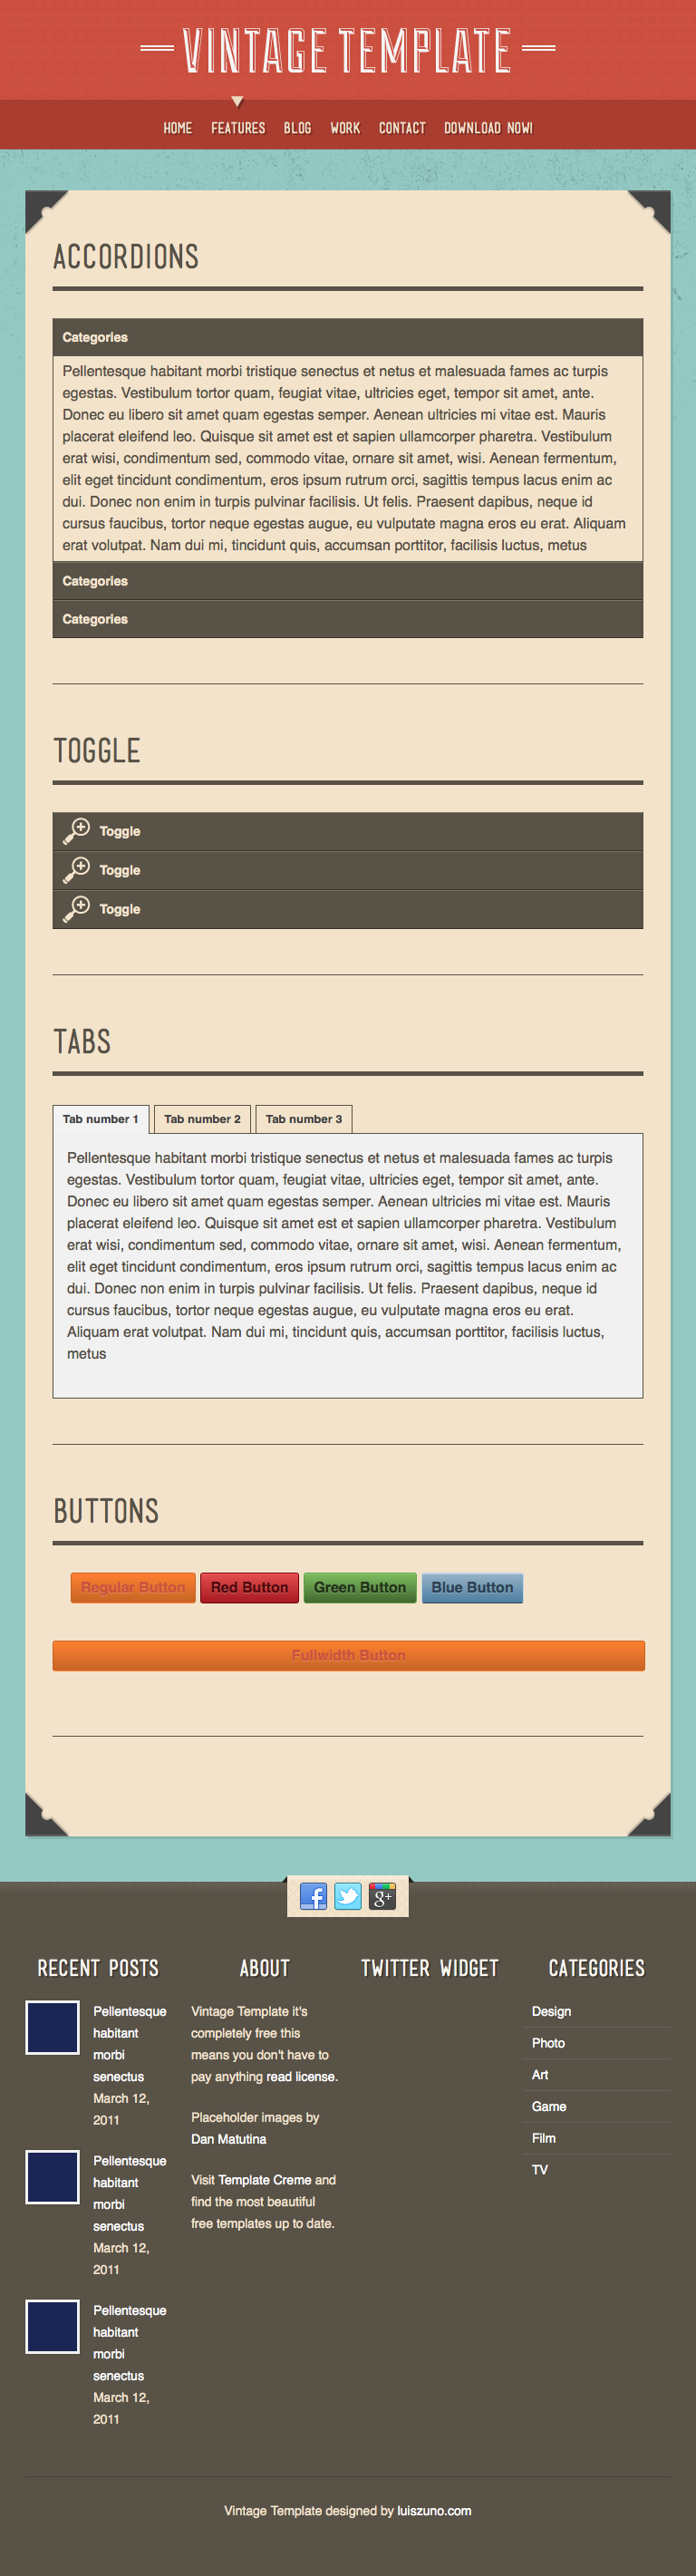 VINTAGE TEMPLATE
HOME FEATURES BLOG WORK CONTACT DOWNLOAD NOW!
ACCORDIONS
Categories
Pellentesque habitant morbi tristique senectus et netus et malesuada fames ac turpis
egestas. Vestibulum tortor quam, feugiat vitae, ultricies eget, tempor sit amet, ante.
Donec eu libero sit amet quam egestas semper. Aenean ultricies mi vitae est. Mauris
placerat eleifend leo. Quisque sit amet est et sapien ullamcorper pharetra. Vestibulum
erat wisi, condimentum sed, commodo vitae, ornare sit amet, wisi. Aenean fermentum,
elit eget tincidunt condimentum, eros ipsum rutrum orci, sagittis tempus lacus enim ac
dui. Donec non enim in turpis pulvinar facilisis. Ut felis. Praesent dapibus, neque id
cursus faucibus, tortor neque egestas augue, eu vulputate magna eros eu erat. Aliquam
erat volutpat. Nam dui mi, tincidunt quis, accumsan porttitor, facilisis luctus, metus
Categories
Categories
TOGGLE
Toggle
Toggle
Toggle
TABS
Tab number 1 Tab number 2 Tab number 3
Pellentesque habitant morbi tristique senectus et netus et malesuada fames ac turpis
egestas. Vestibulum tortor quam, feugiat vitae, ultricies eget, tempor sit amet, ante.
Donec eu libero sit amet quam egestas semper. Aenean ultricies mi vitae est. Mauris
placerat eleifend leo. Quisque sit amet est et sapien ullamcorper pharetra. Vestibulum
erat wisi, condimentum sed, commodo vitae, ornare sit amet, wisi. Aenean fermentum,
elit eget tincidunt condimentum, eros ipsum rutrum orci, sagittis tempus lacus enim ac
dui. Donec non enim in turpis pulvinar facilisis. Ut felis. Praesent dapibus, neque id
cursus faucibus, tortor neque egestas augue, eu vulputate magna eros eu erat.
Aliquam erat volutpat. Nam dui mi, tincidunt quis, accumsan porttitor, facilisis luctus,
metus
BUTTONS
Regular Button Red Button Green Button Blue Button
Fullwidth Button
f g+
RECENT POSTS
Pellentesque
habitant
morbi
senectus
March 12,
2011
Pellentesque
habitant
morbi
senectus
March 12,
2011
Pellentesque
habitant
morbi
senectus
March 12,
2011
ABOUT
Vintage Template it's
completely free this
means you don't have to
pay anything read license.
Placeholder images by
Dan Matutina
Visit Template Creme and
find the most beautiful
free templates up to date.
TWITTER WIDGET
CATEGORIES
Design
Photo
Art
Game
Film
TV
Vintage Template designed by luiszuno.com